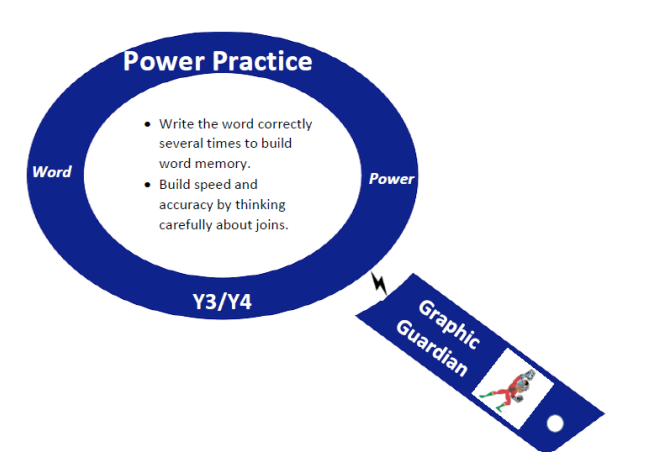 Power Practice
• Write the word correctly
several times to build
word memory.
• Build speed and
accuracy by thinking
carefully about joins.
Word
Power
Y3/Y4
Graphic
Guardian